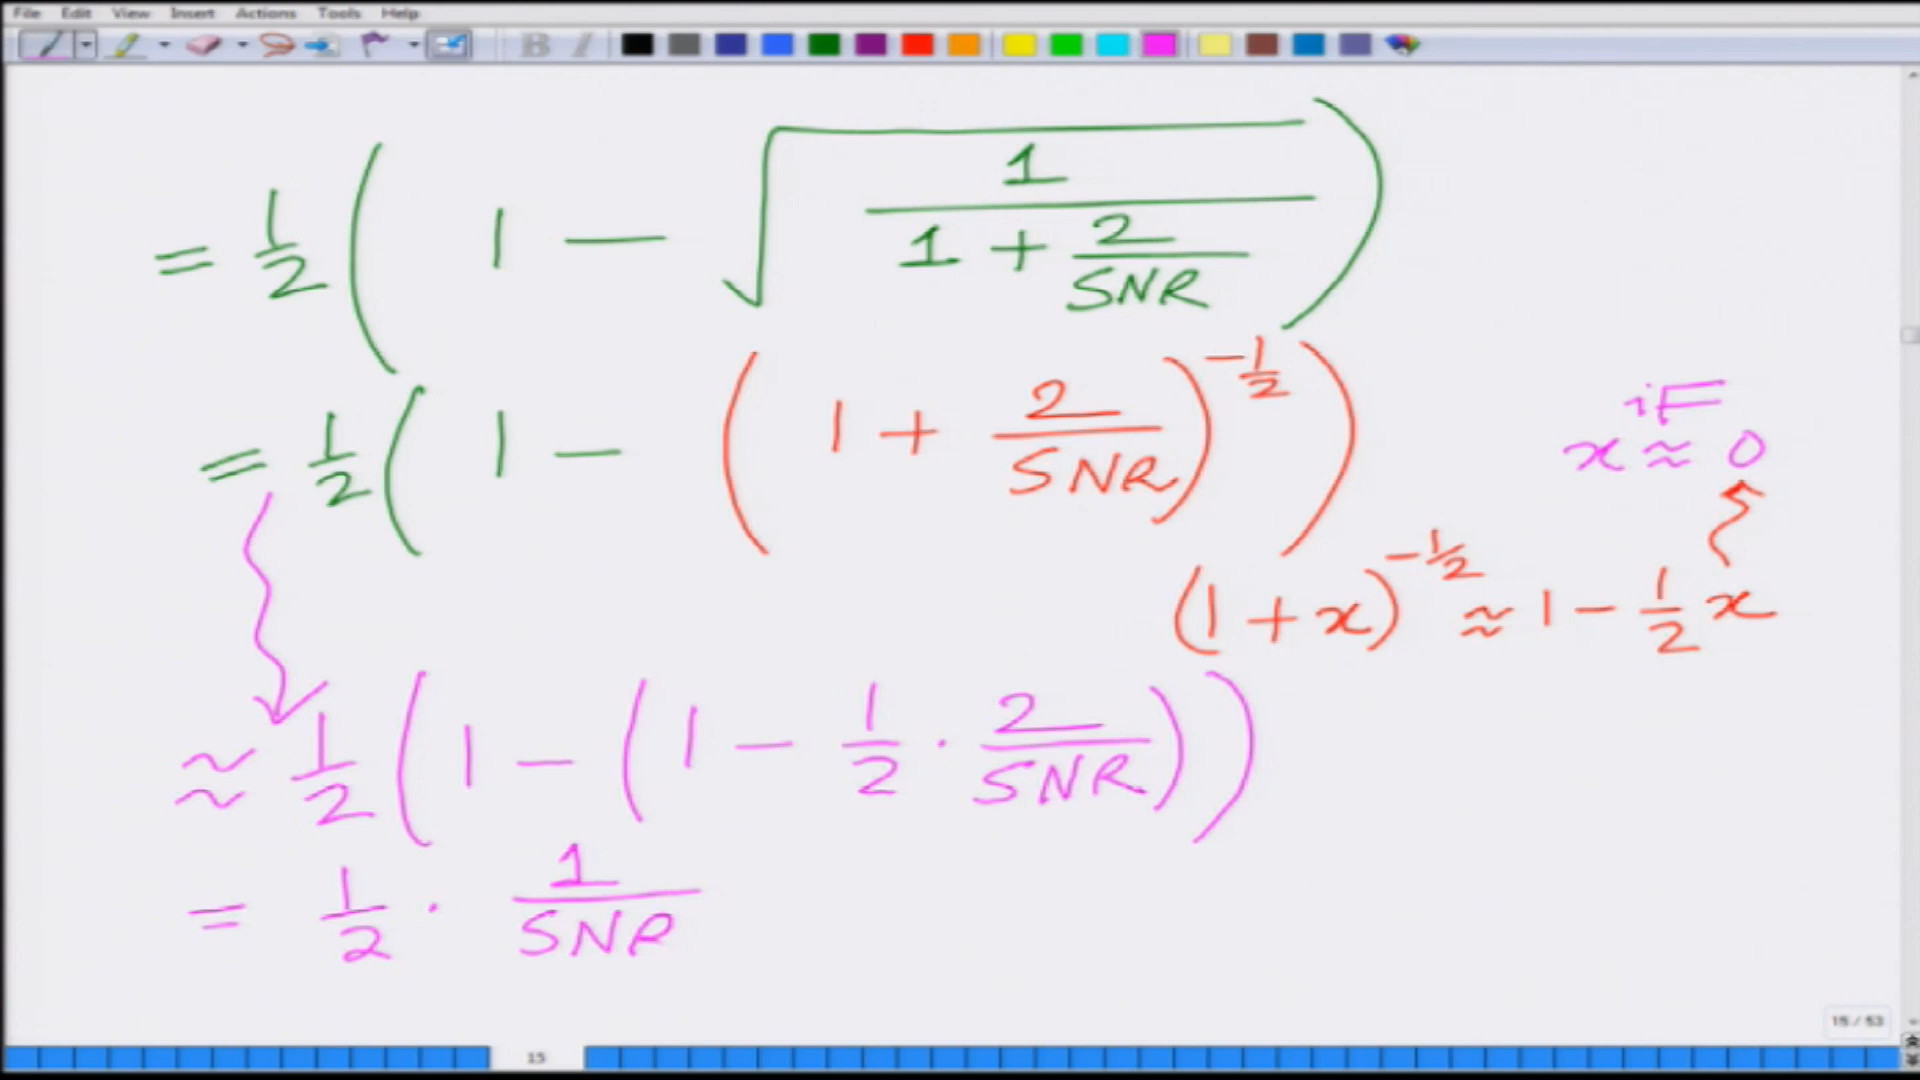 File Edit View Insert Actions Tools Help
B I
= 1/2 ( 1 - √( 1 / ( 1 + 2/SNR ) ) )
= 1/2 ( 1 - ( 1 + 2/SNR )^(-1/2) )
iF
x ≈ 0
(1 + x)^(-1/2) ≈ 1 - 1/2 x
≈ 1/2 ( 1 - ( 1 - 1/2 · 2/SNR ) )
= 1/2 · 1/SNR
15 / 53
15